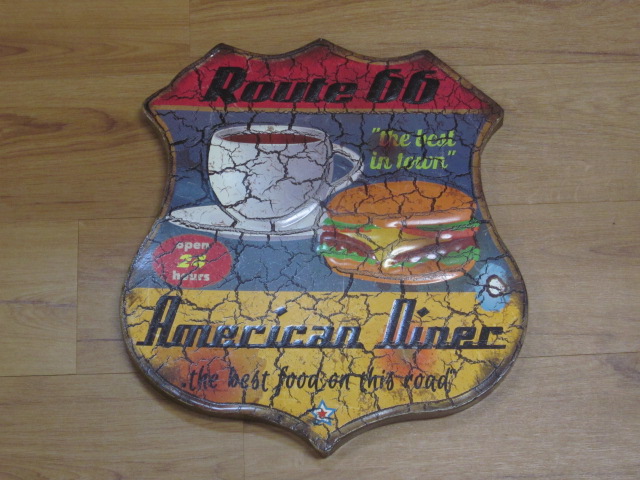 Route 66
"the best
in town"
open
24
hours
American Diner
"the best food on this road"